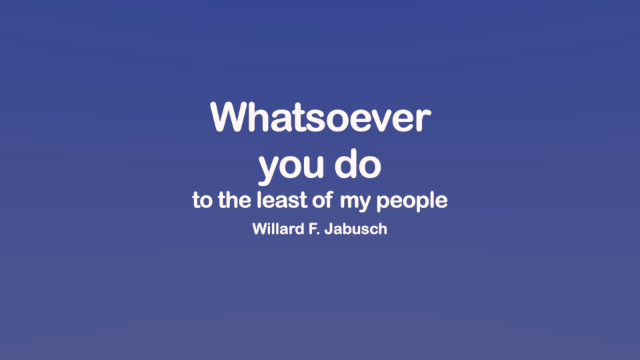 Whatsoever
you do
to the least of my people
Willard F. Jabusch